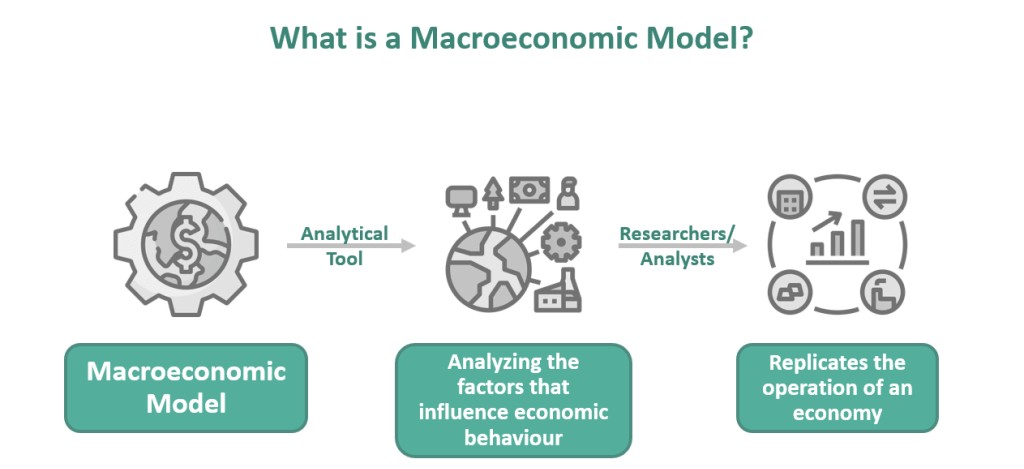 What is a Macroeconomic Model?
Analytical
Tool
Researchers/
Analysts
Macroeconomic
Model
Analyzing the
factors that
influence economic
behaviour
Replicates the
operation of an
economy